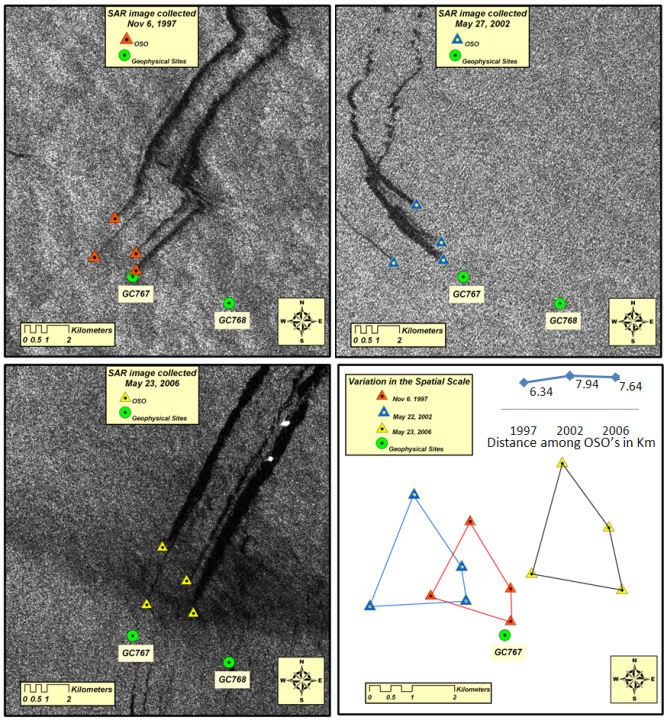 SAR image collected
Nov 6, 1997
OSO
Geophysical Sites
GC767
GC768
Kilometers
0 0.5 1 2
N
W E
S
SAR image collected
May 27, 2002
OSO
Geophysical Sites
GC767
GC768
Kilometers
0 0.5 1 2
N
W E
S
SAR image collected
May 23, 2006
OSO
Geophysical Sites
GC767
GC768
Kilometers
0 0.5 1 2
N
W E
S
Variation in the Spatial Scale
Nov 6. 1997
May 22, 2002
May 23, 2006
Geophysical Sites
6.34 7.94 7.64
1997 2002 2006
Distance among OSO's in Km
GC767
Kilometers
0 0.5 1 2
N
W E
S